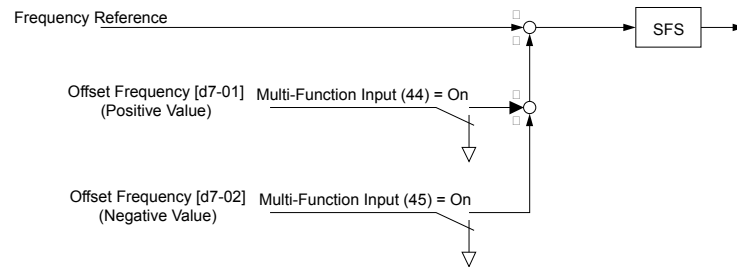 Frequency Reference
SFS
Offset Frequency [d7-01]
(Positive Value)
Multi-Function Input (44) = On
Offset Frequency [d7-02]
(Negative Value)
Multi-Function Input (45) = On